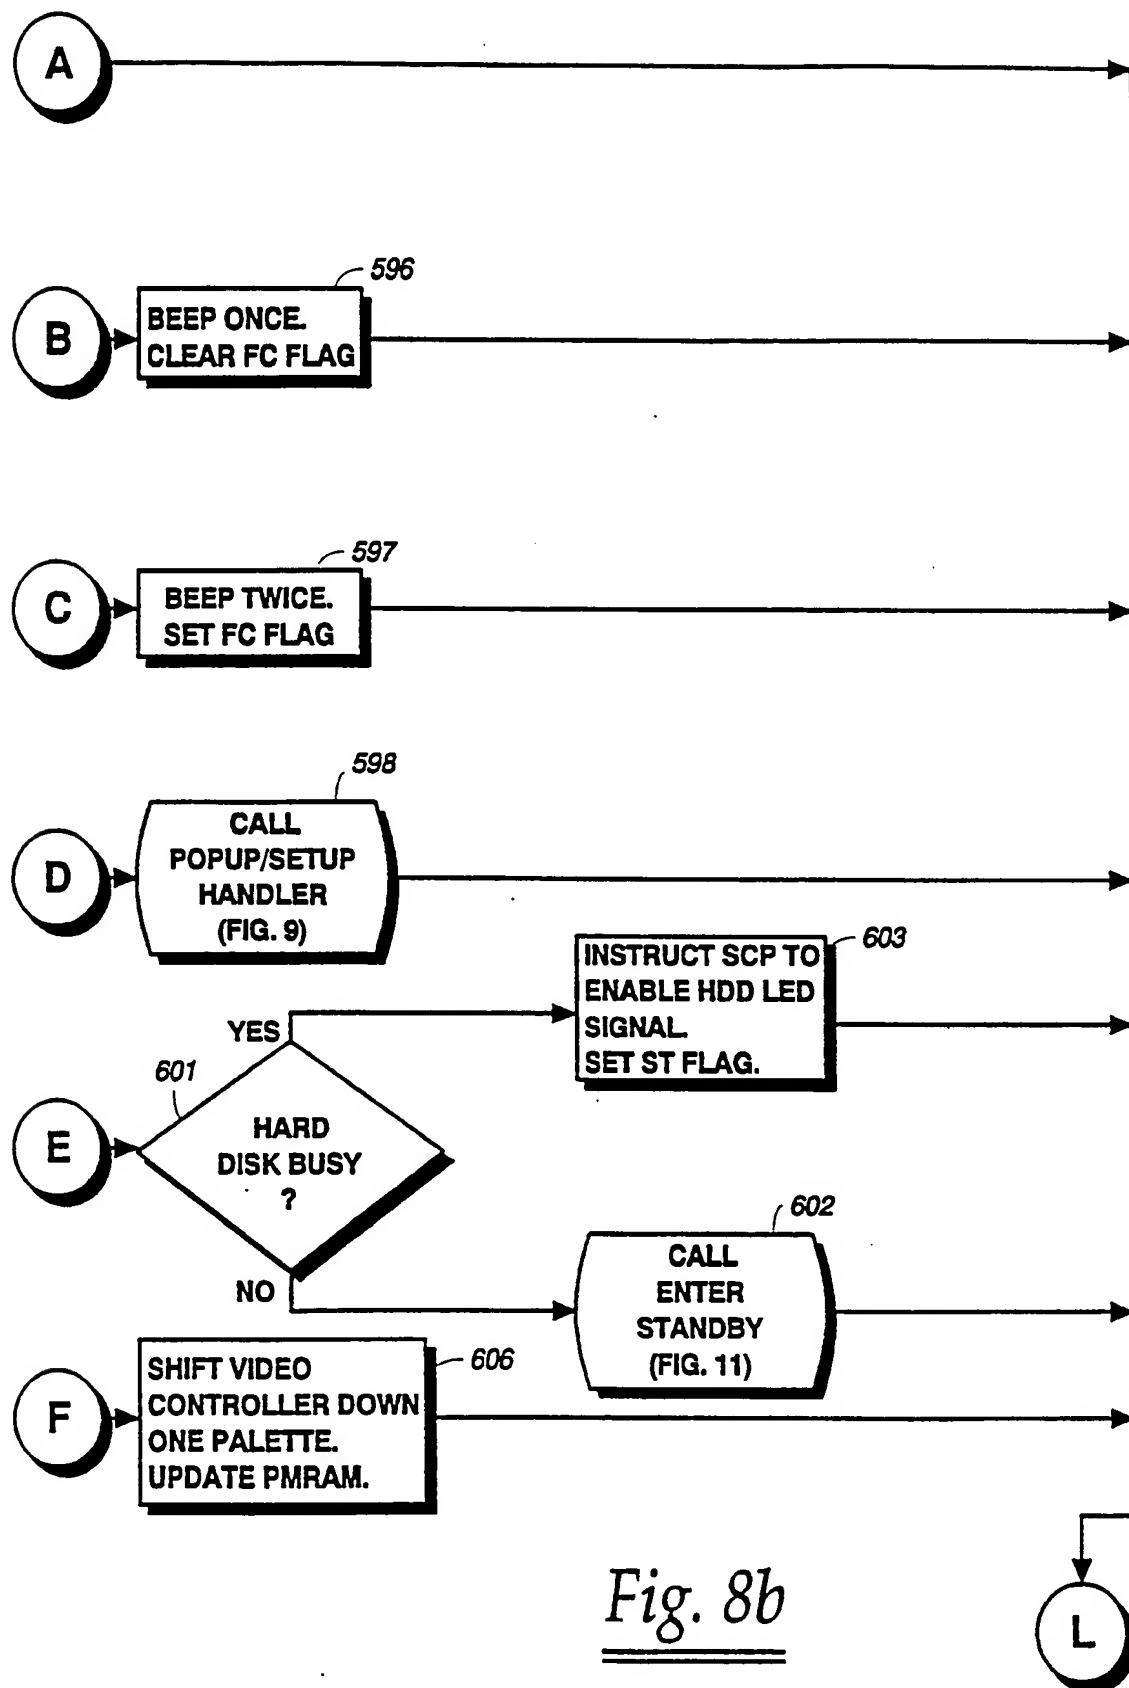 A
596
B
BEEP ONCE.
CLEAR FC FLAG
597
C
BEEP TWICE.
SET FC FLAG
598
D
CALL
POPUP/SETUP
HANDLER
(FIG. 9)
603
INSTRUCT SCP TO
ENABLE HDD LED
SIGNAL.
SET ST FLAG.
YES
601
E
HARD
DISK BUSY
?
NO
602
CALL
ENTER
STANDBY
(FIG. 11)
606
F
SHIFT VIDEO
CONTROLLER DOWN
ONE PALETTE.
UPDATE PMRAM.
Fig. 8b
L